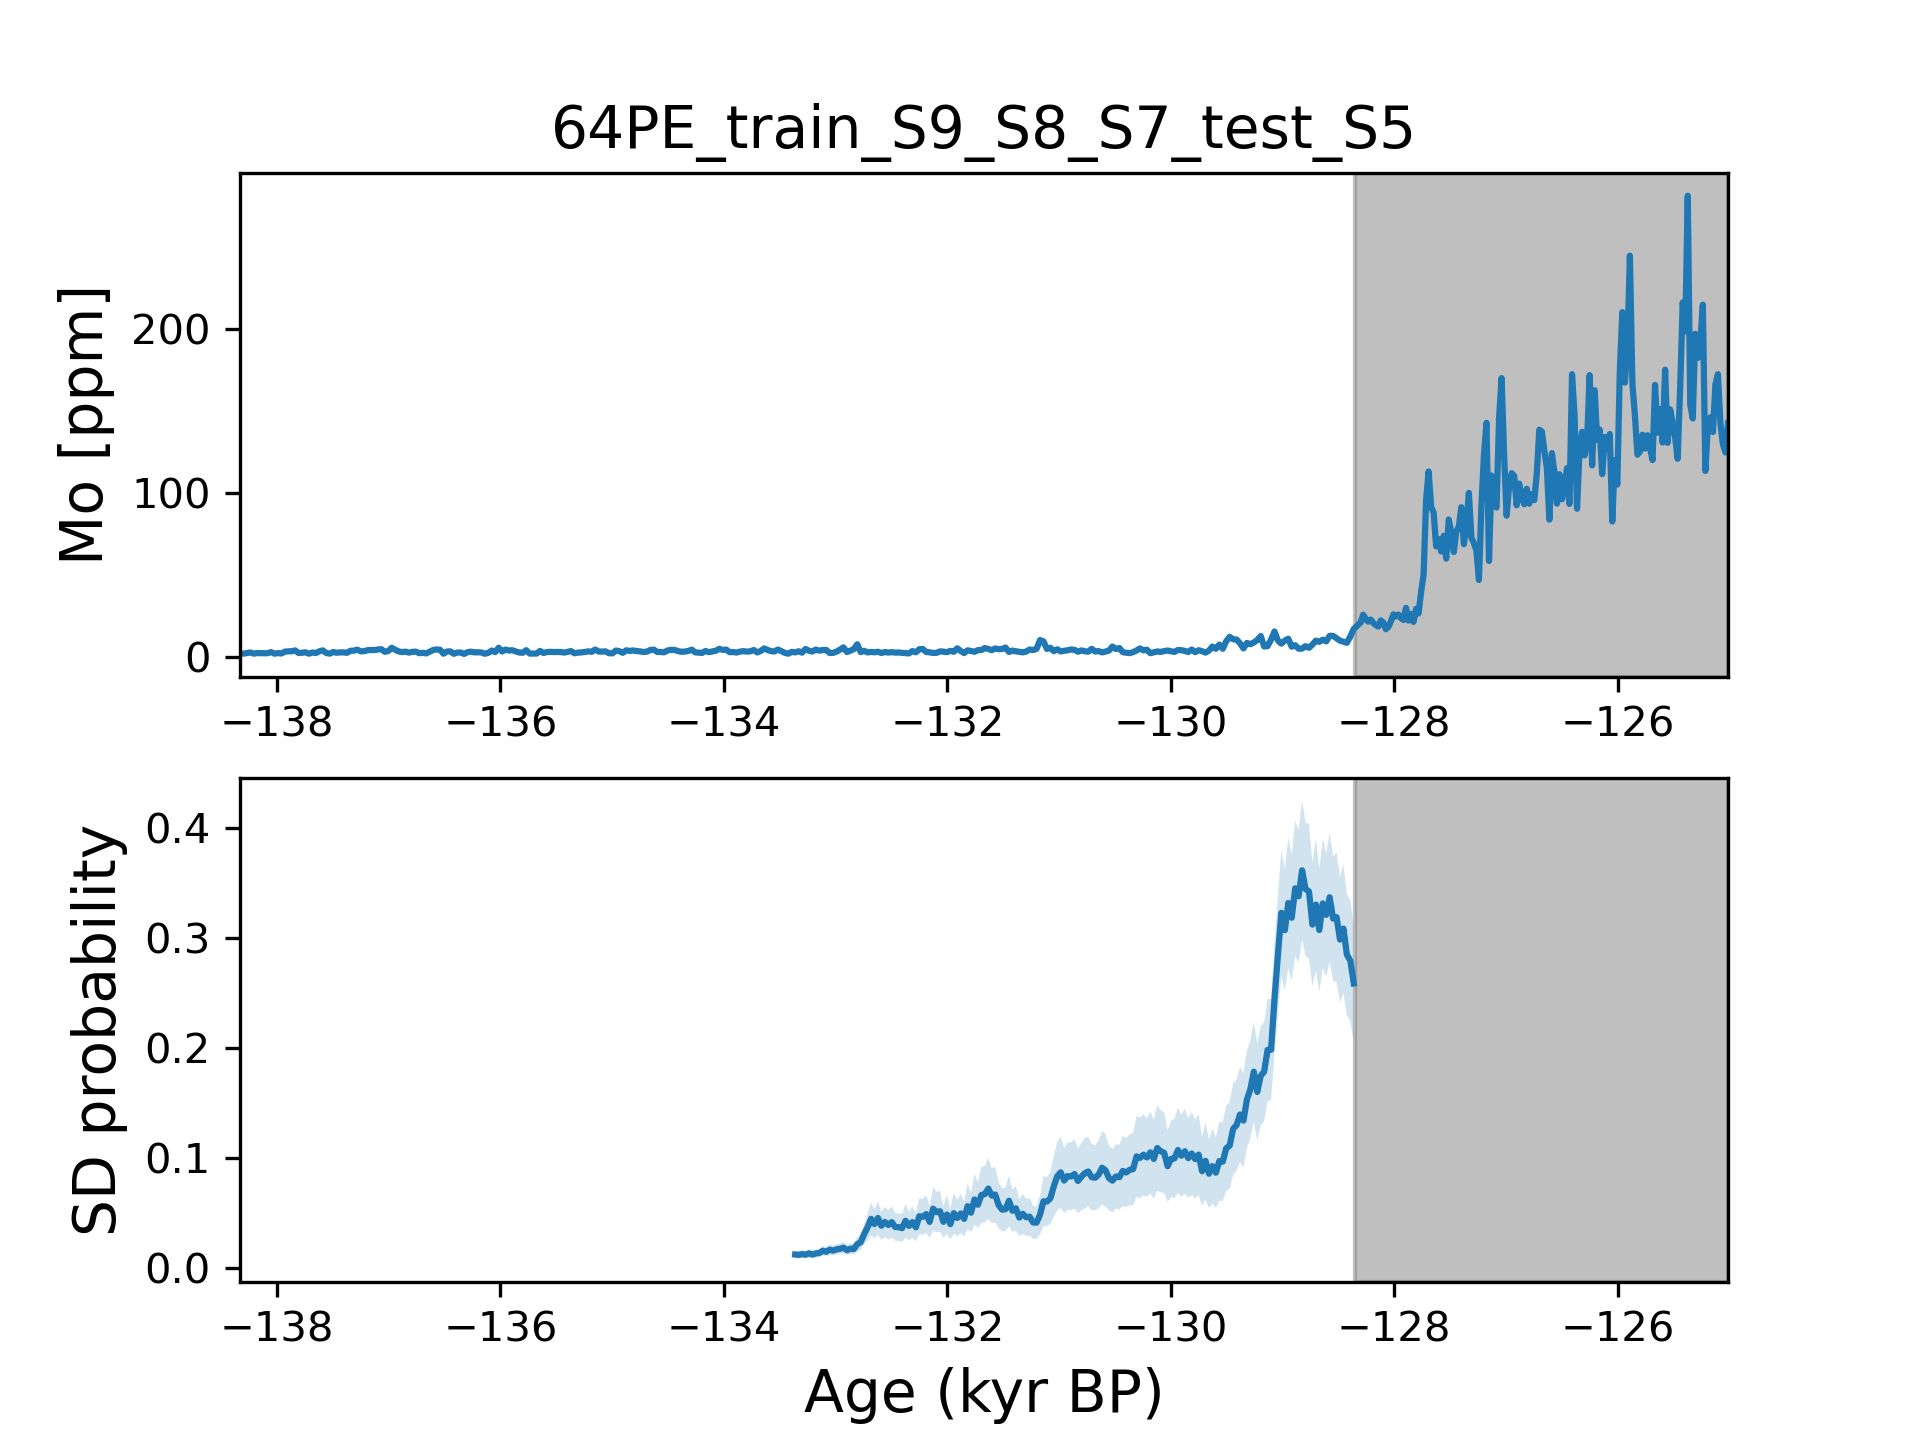 64PE_train_S9_S8_S7_test_S5
Mo [ppm]
200
100
0
−138 −136 −134 −132 −130 −128 −126
SD probability
0.4
0.3
0.2
0.1
0.0
−138 −136 −134 −132 −130 −128 −126
Age (kyr BP)